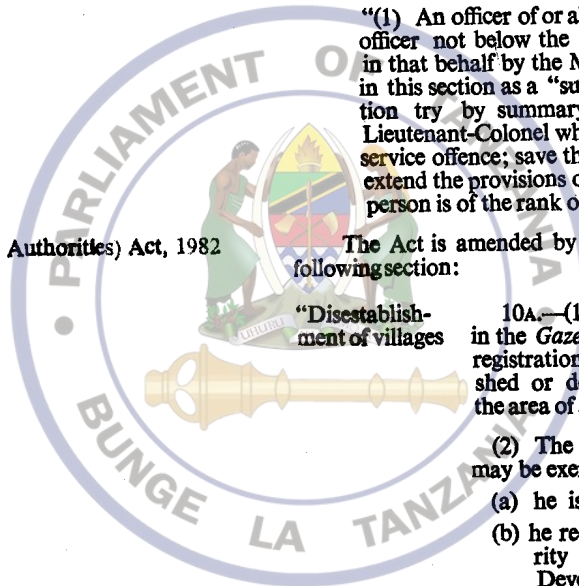 “(1) An officer of or a
officer not below the
in that behalf by the M
in this section as a “su
tion try by summary
Lieutenant-Colonel wh
service offence; save th
extend the provisions o
person is of the rank o
Authorities) Act, 1982
The Act is amended by
following section:
“Disestablish-
ment of villages
10A.—(1
in the Gaze
registration
shed or d
the area of
(2) The
may be exe
(a) he is
(b) he re
rity
Deve
PARLIAMENT OF TANZANIA
UHURU
BUNGE LA TANZANIA